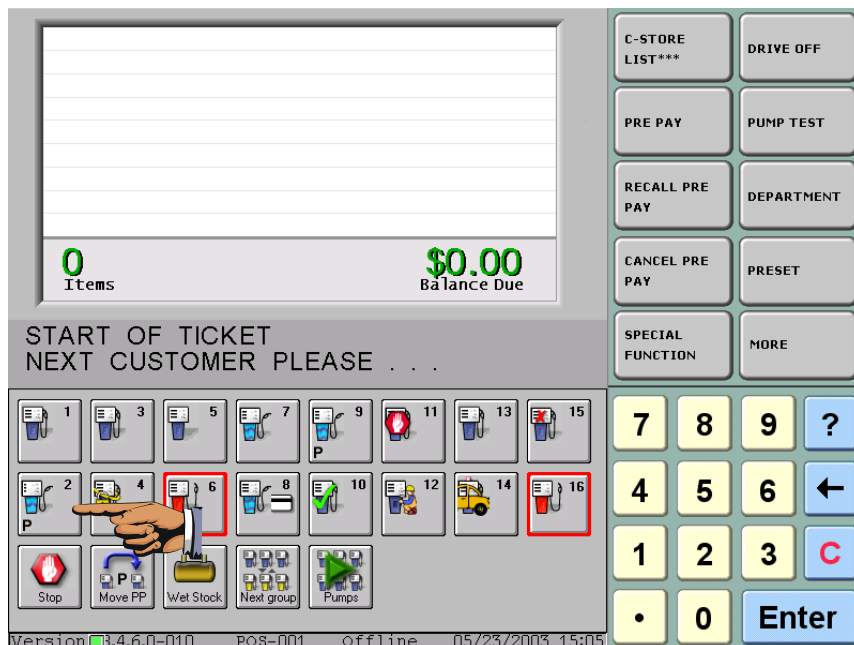 0
Items
$0.00
Balance Due
START OF TICKET
NEXT CUSTOMER PLEASE . . .
C-STORE
LIST***
DRIVE OFF
PRE PAY
PUMP TEST
RECALL PRE
PAY
DEPARTMENT
CANCEL PRE
PAY
PRESET
SPECIAL
FUNCTION
MORE
1 3 5 7 9 11 13 15
P
2 4 6 8 10 12 14 16
P
P
Stop Move PP Wet Stock Next group Pumps
7 8 9 ?
4 5 6 ←
1 2 3 C
. 0 Enter
Version 3.4.6.0-010 POS-001 Offline 05/23/2003 15:05